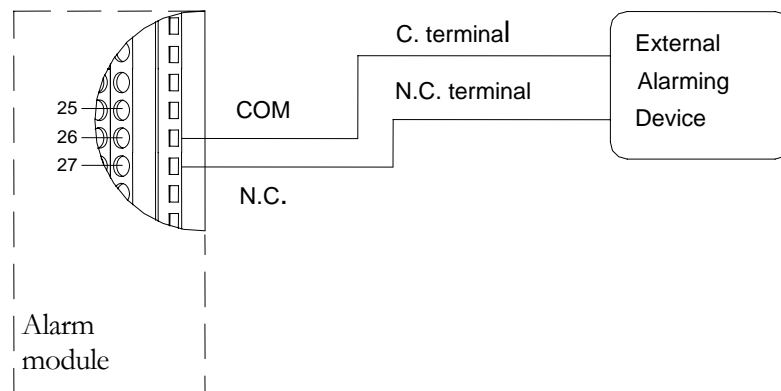 C. terminal
External
Alarming
Device
N.C. terminal
25
COM
26
27
N.C.
Alarm
module